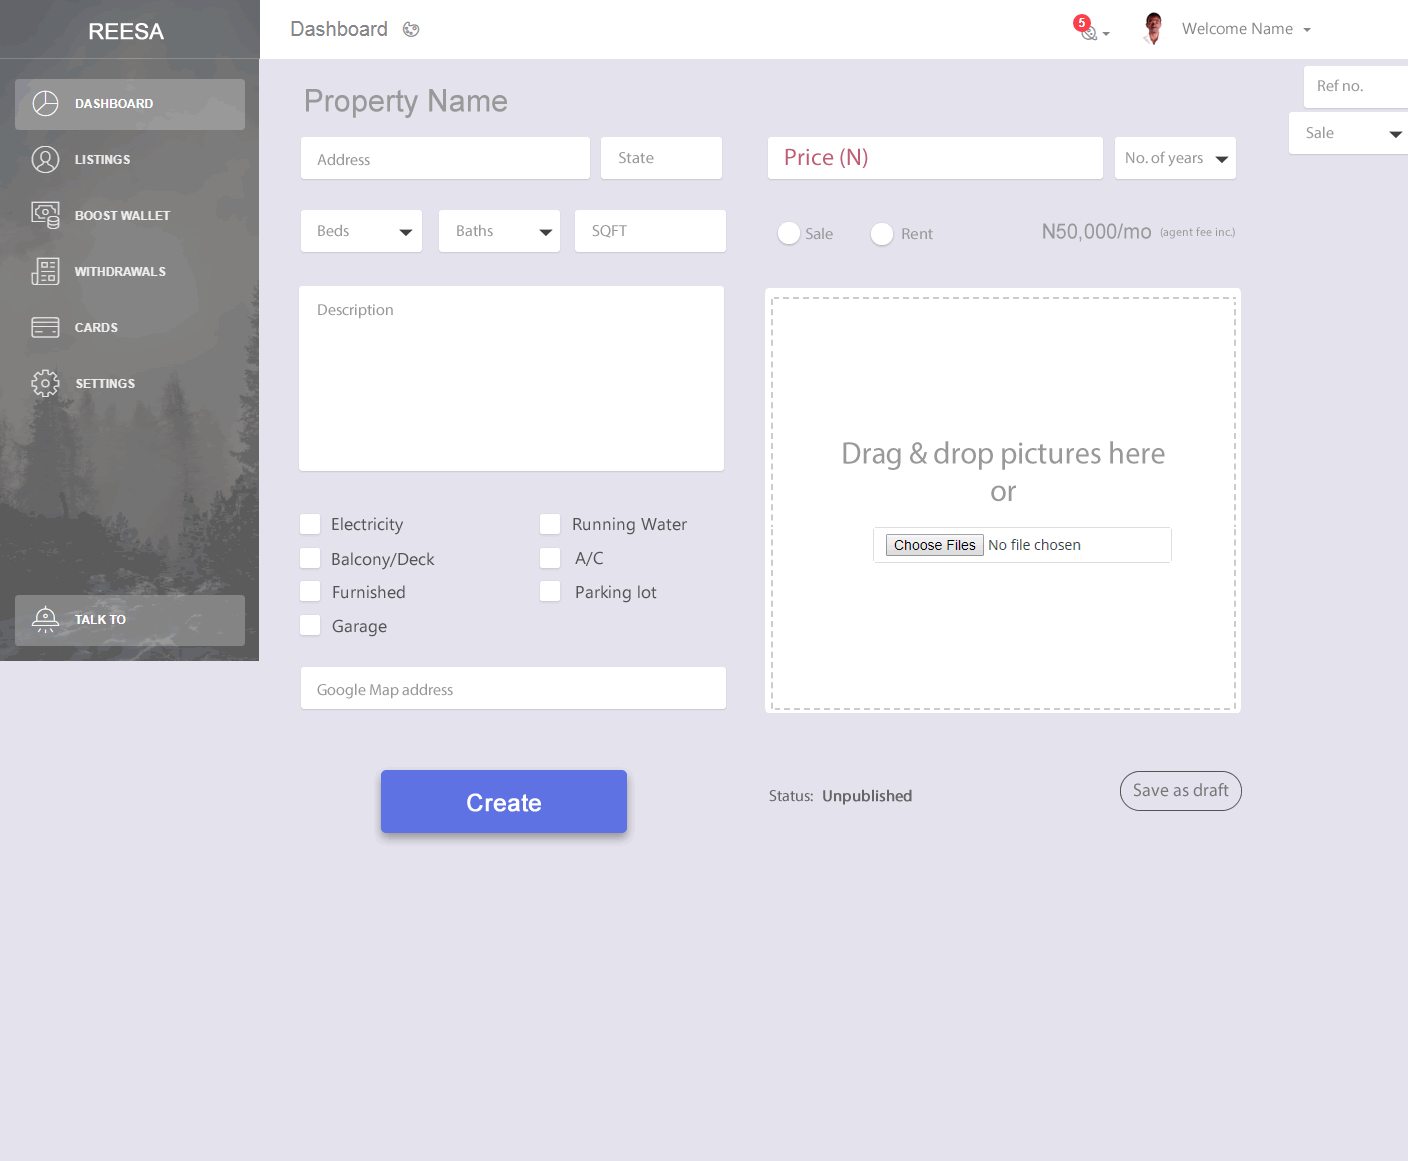 REESA
Dashboard
5
Welcome Name
DASHBOARD
LISTINGS
BOOST WALLET
WITHDRAWALS
CARDS
SETTINGS
TALK TO
Property Name
Ref no.
Sale
Address
State
Price (N)
No. of years
Beds
Baths
SQFT
Sale
Rent
N50,000/mo (agent fee inc.)
Description
Drag & drop pictures here
or
Choose Files No file chosen
Electricity
Running Water
Balcony/Deck
A/C
Furnished
Parking lot
Garage
Google Map address
Create
Status: Unpublished
Save as draft